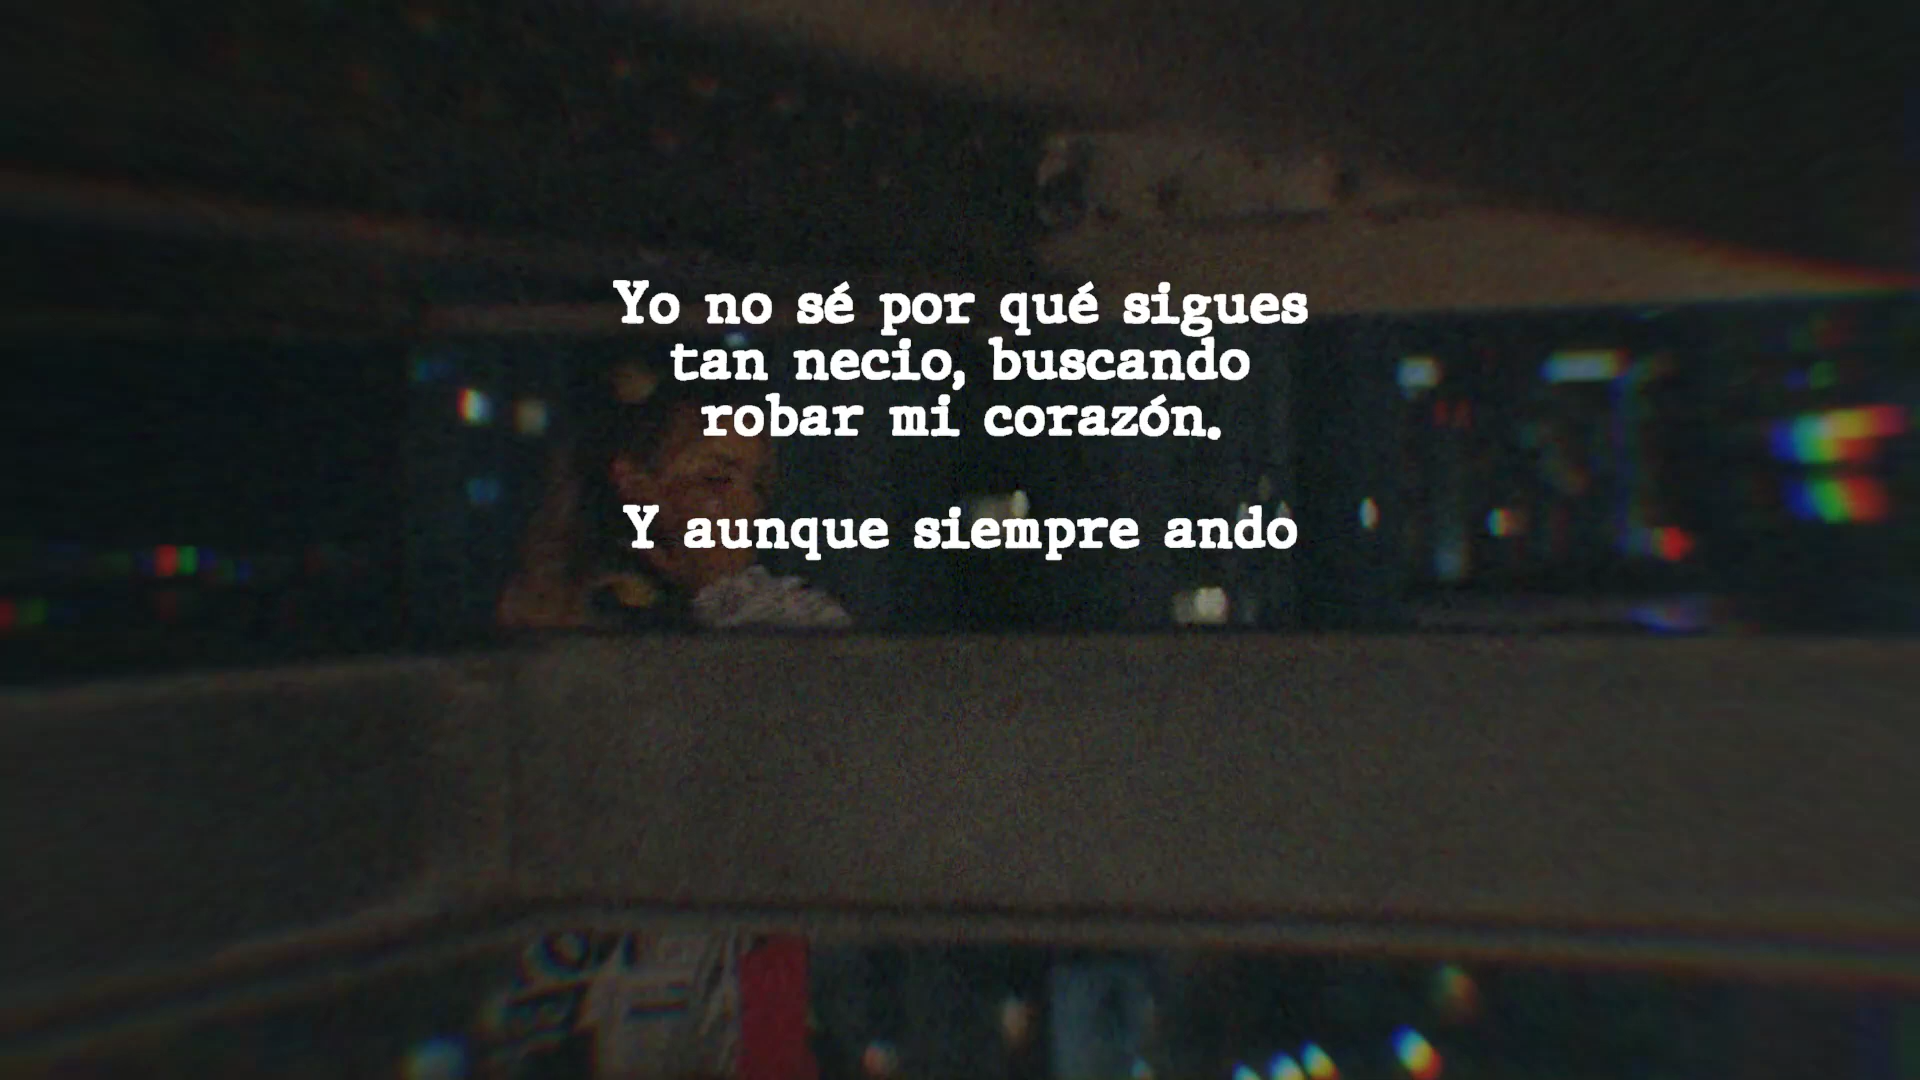 Yo no sé por qué sigues
tan necio, buscando
robar mi corazón.
Y aunque siempre ando